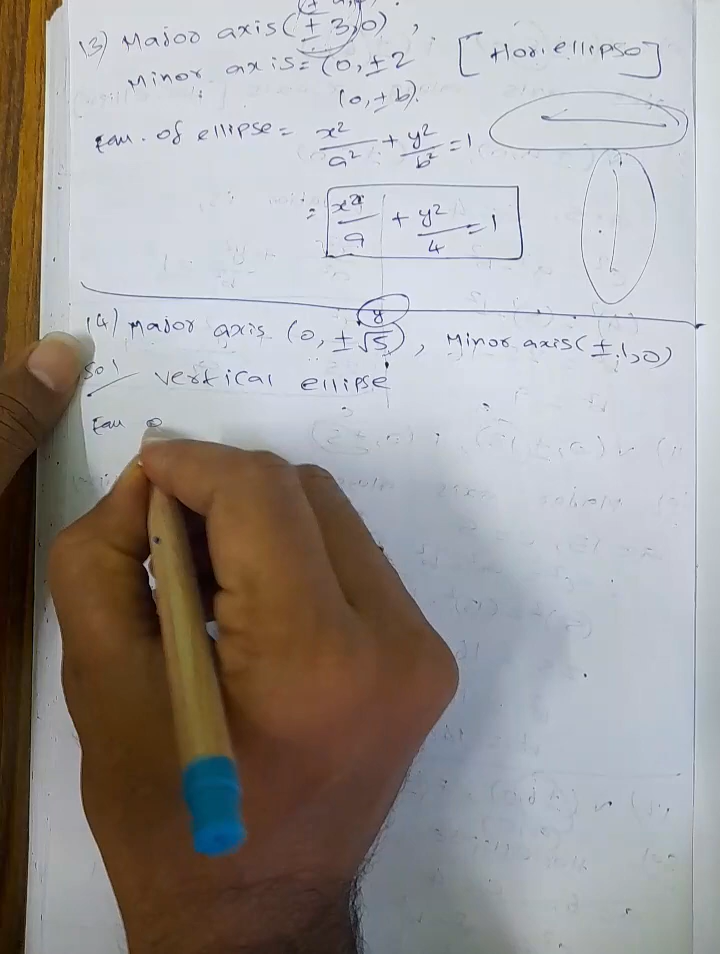 13) Major axis (± 3, 0) ,
Minor axis = (0, ± 2 [Hor. ellipse]
(0, ± b).
Eqn. of ellipse = x²/a² + y²/b² = 1
= x²/9 + y²/4 = 1
y
14) Major axis (0, ± √5), Minor axis (± 1, 0)
Sol
vertical ellipse
Eqn o